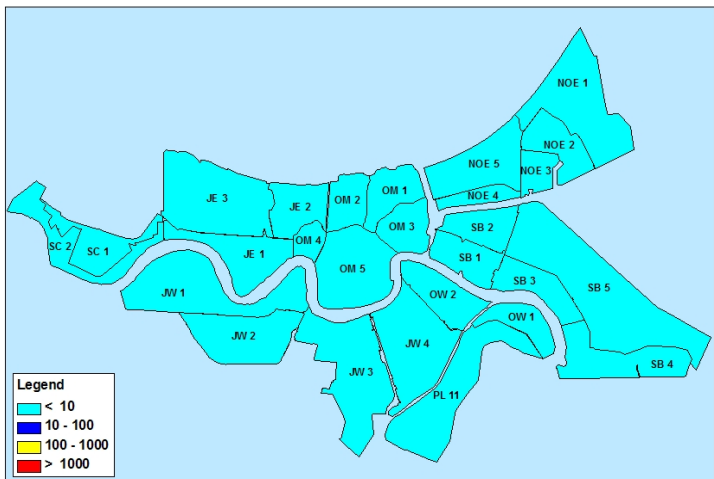 NOE 1
NOE 2
NOE 5
NOE 3
NOE 4
JE 3
JE 2
OM 2
OM 1
OM 3
OM 4
SB 2
SC 2
SC 1
JE 1
OM 5
SB 1
SB 3
SB 5
JW 1
OW 2
OW 1
JW 2
JW 4
JW 3
SB 4
PL 11
Legend
< 10
10 - 100
100 - 1000
> 1000